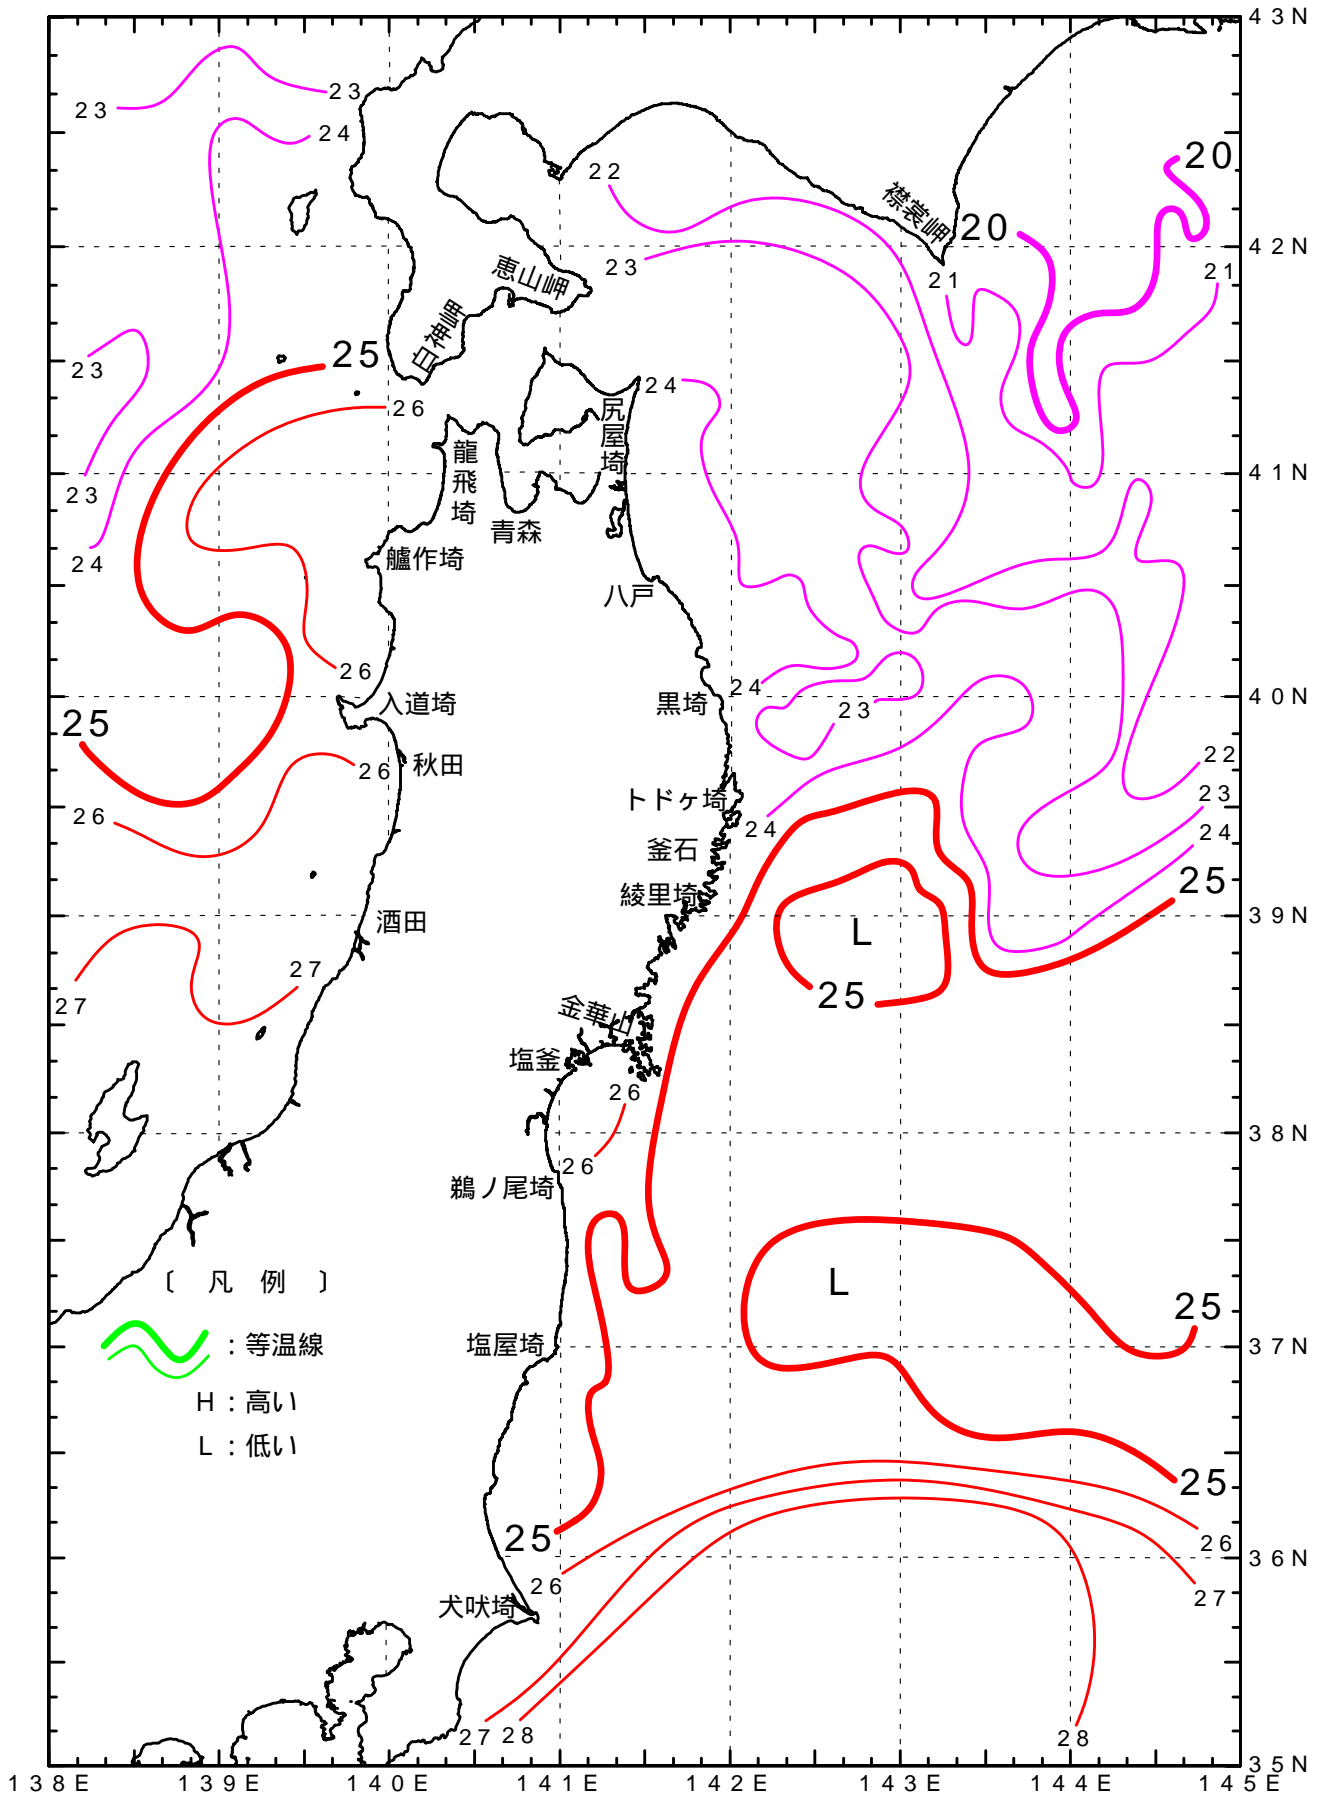 43N
23
23
24
22
20
襟裳岬
20
42N
恵山岬
23
21
21
白神岬
23
25
26
24
尻屋埼
龍飛埼
41N
23
青森
24
艫作埼
八戸
26
24
入道埼
黒埼
40N
25
23
秋田
26
22
トドヶ埼
23
26
24
24
釜石
綾里埼
25
39N
酒田
L
27
25
27
金華山
塩釜
26
38N
26
鵜ノ尾埼
〔 凡 例 〕
L
25
:等温線
塩屋埼
37N
H:高い
L:低い
25
25
26
36N
26
27
犬吠埼
27
28
28
35N
138E
139E
140E
141E
142E
143E
144E
145E